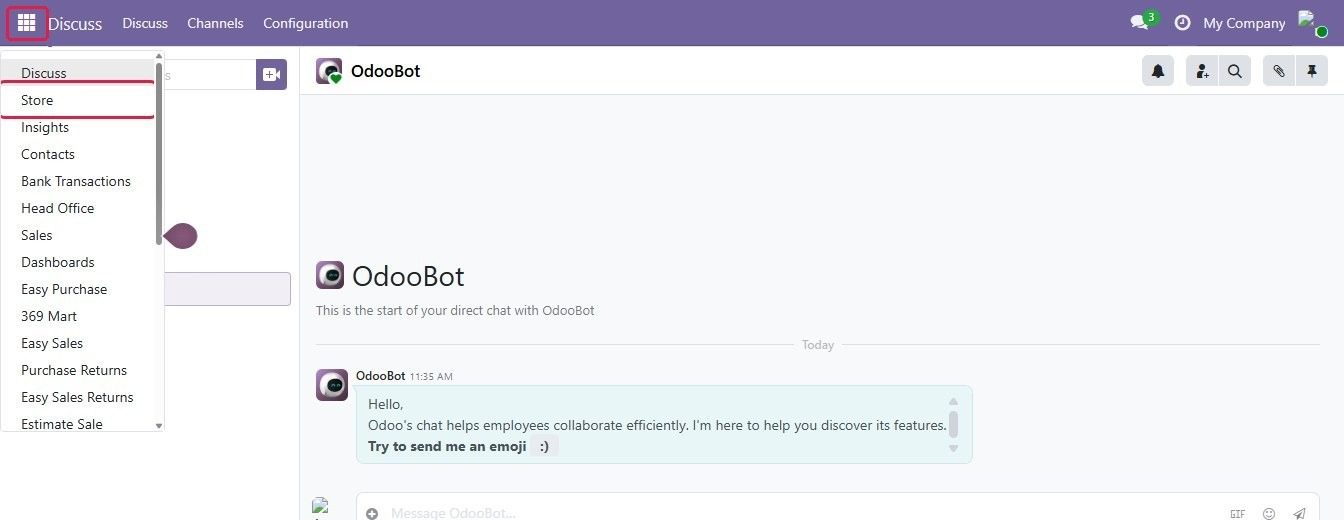 Discuss Discuss Channels Configuration 3 My Company
Discuss
Store
Insights
Contacts
Bank Transactions
Head Office
Sales
Dashboards
Easy Purchase
369 Mart
Easy Sales
Purchase Returns
Easy Sales Returns
Estimate Sale
OdooBot
OdooBot
This is the start of your direct chat with OdooBot
Today
OdooBot 11:35 AM
Hello,
Odoo's chat helps employees collaborate efficiently. I'm here to help you discover its features.
Try to send me an emoji :)
Message OdooBot...
GIF